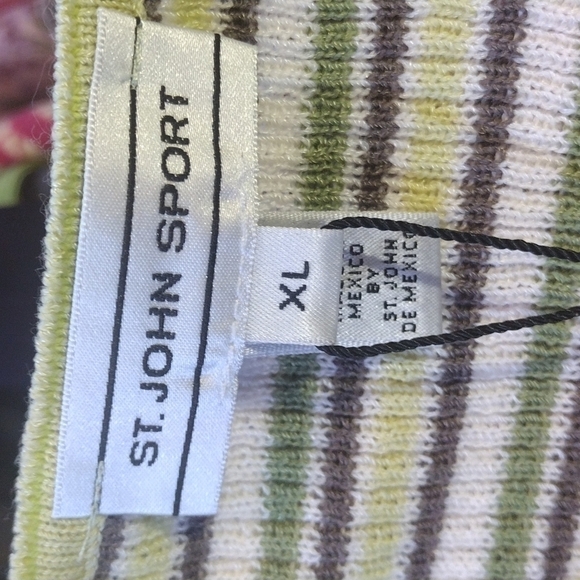 ST. JOHN SPORT
XL
MEXICO
BY
ST. JOHN
DE MEXICO